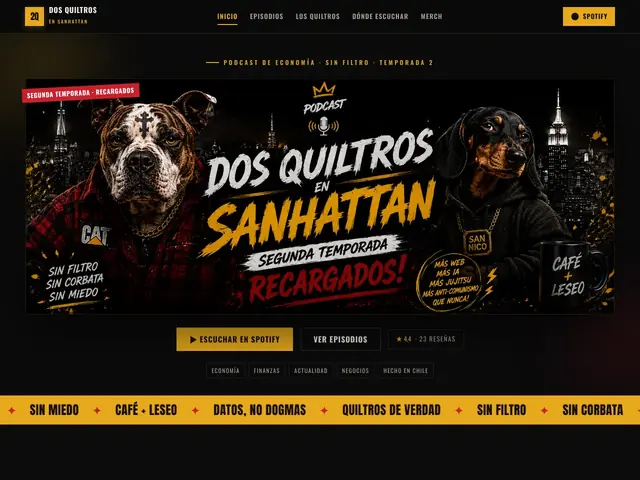 2Q
DOS QUILTROS
EN SANHATTAN
INICIO
EPISODIOS
LOS QUILTROS
DÓNDE ESCUCHAR
MERCH
SPOTIFY
PODCAST DE ECONOMÍA · SIN FILTRO · TEMPORADA 2
SEGUNDA TEMPORADA · RECARGADOS
PODCAST
DOS QUILTROS
EN
SANHATTAN
SEGUNDA TEMPORADA
RECARGADOS!
CAT
SIN FILTRO
SIN CORBATA
SIN MIEDO
SAN
NICO
MÁS WEB
MÁS IA
MÁS JUJITSU
MÁS ANTI-COMUNISMO
QUE NUNCA!
CAFÉ
+
LESEO
▶ ESCUCHAR EN SPOTIFY
VER EPISODIOS
★ 4,4 · 23 RESEÑAS
ECONOMÍA
FINANZAS
ACTUALIDAD
NEGOCIOS
HECHO EN CHILE
✦ SIN MIEDO ✦ CAFÉ + LESEO ✦ DATOS, NO DOGMAS ✦ QUILTROS DE VERDAD ✦ SIN FILTRO ✦ SIN CORBATA